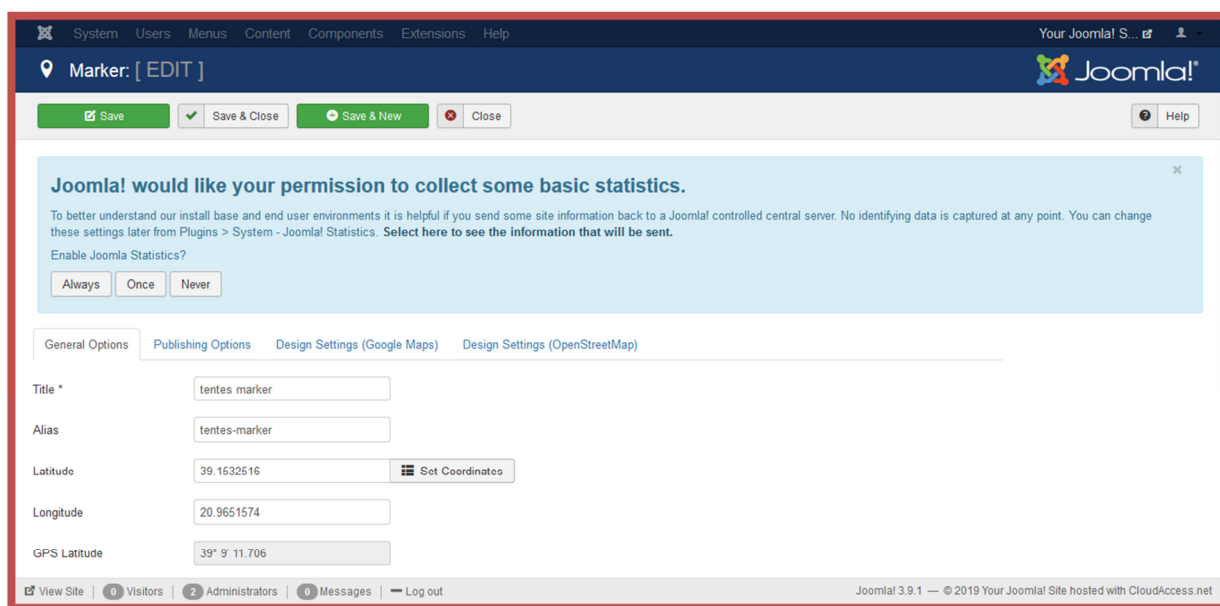 System Users Menus Content Components Extensions Help Your Joomla! S...
Marker: [ EDIT ] Joomla!®
Save Save & Close Save & New Close Help
Joomla! would like your permission to collect some basic statistics.
To better understand our install base and end user environments it is helpful if you send some site information back to a Joomla! controlled central server. No identifying data is captured at any point. You can change
these settings later from Plugins > System - Joomla! Statistics. Select here to see the information that will be sent.
Enable Joomla Statistics?
Always Once Never
General Options Publishing Options Design Settings (Google Maps) Design Settings (OpenStreetMap)
Title * tentes marker
Alias tentes-marker
Latitude 39.1532516 Set Coordinates
Longitude 20.9651574
GPS Latitude 39° 9' 11.706
View Site | 0 Visitors | 2 Administrators | 0 Messages | Log out Joomla! 3.9.1 — © 2019 Your Joomla! Site hosted with CloudAccess.net